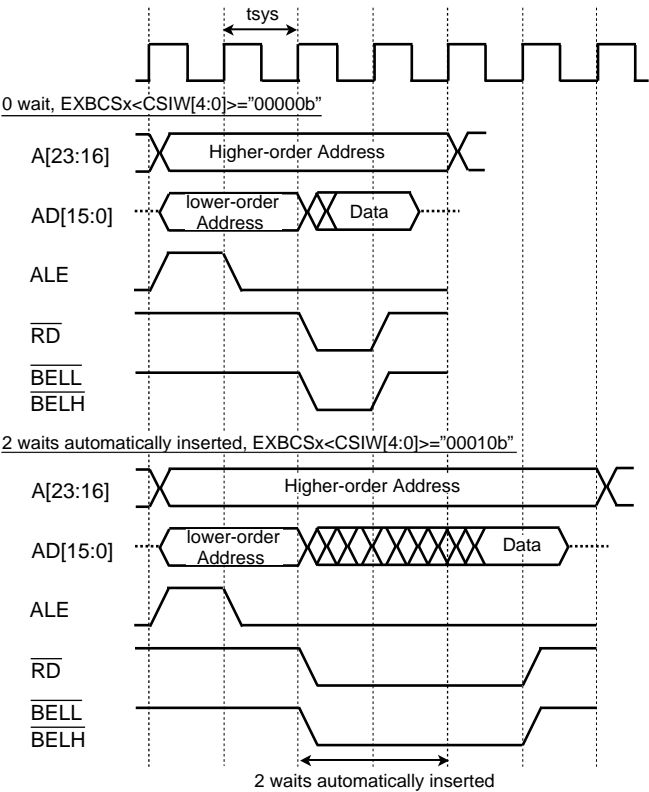 tsys
0 wait, EXBCSx<CSIW[4:0]>="00000b"
A[23:16]
Higher-order Address
AD[15:0]
lower-order
Address
Data
ALE
RD
BELL
BELH
2 waits automatically inserted, EXBCSx<CSIW[4:0]>="00010b"
A[23:16]
Higher-order Address
AD[15:0]
lower-order
Address
Data
ALE
RD
BELL
BELH
2 waits automatically inserted